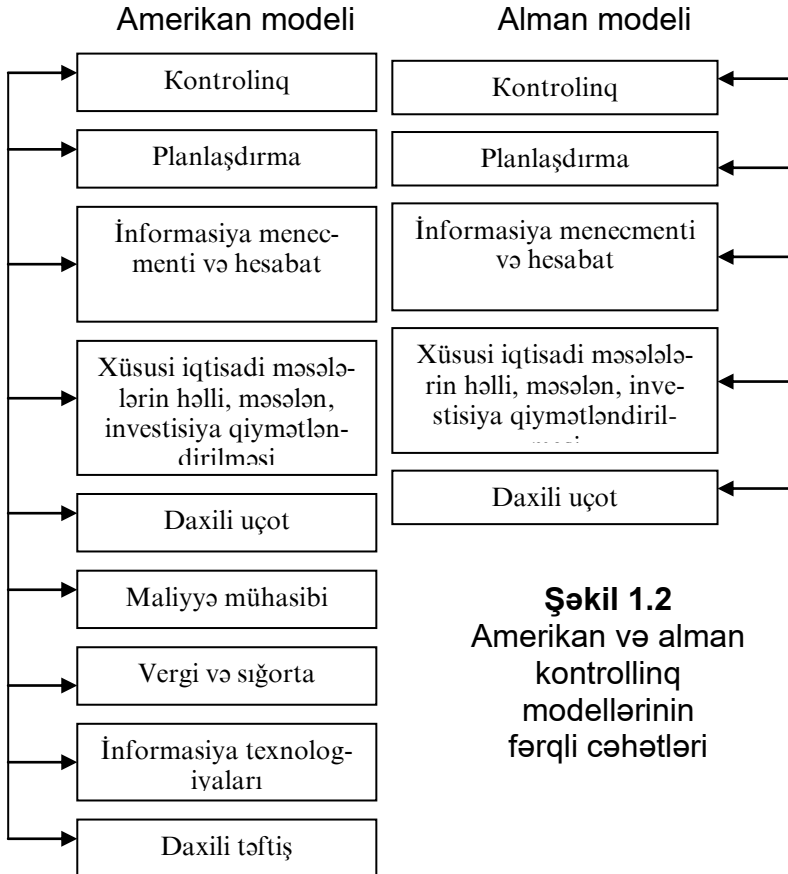 Amerikan modeli
Kontrolinq
Planlaşdırma
İnformasiya menec-
menti və hesabat
Xüsusi iqtisadi məsələ-
lərin həlli, məsələn,
investisiya qiymətlən-
dirilməsi
Daxili uçot
Maliyyə mühasibi
Vergi və sığorta
İnformasiya texnolog-
iyaları
Daxili təftiş
Alman modeli
Kontrolinq
Planlaşdırma
İnformasiya menecmenti
və hesabat
Xüsusi iqtisadi məsələlə-
rin həlli, məsələn, inve-
stisiya qiymətləndiril-
Daxili uçot
Şəkil 1.2
Amerikan və alman
kontrollinq
modellərinin
fərqli cəhətləri